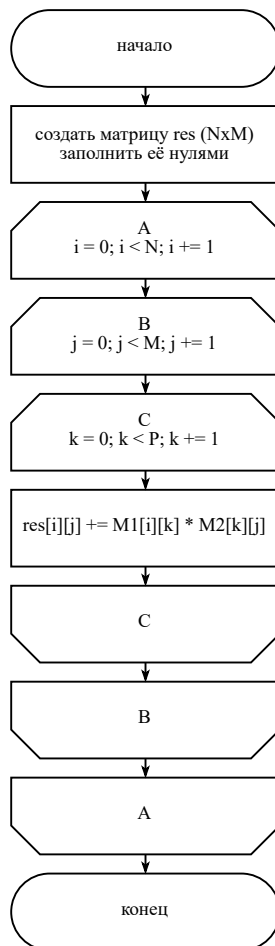 начало
создать матрицу res (NxM)
заполнить её нулями
A
i = 0; i < N; i += 1
B
j = 0; j < M; j += 1
C
k = 0; k < P; k += 1
res[i][j] += M1[i][k] * M2[k][j]
C
B
A
конец